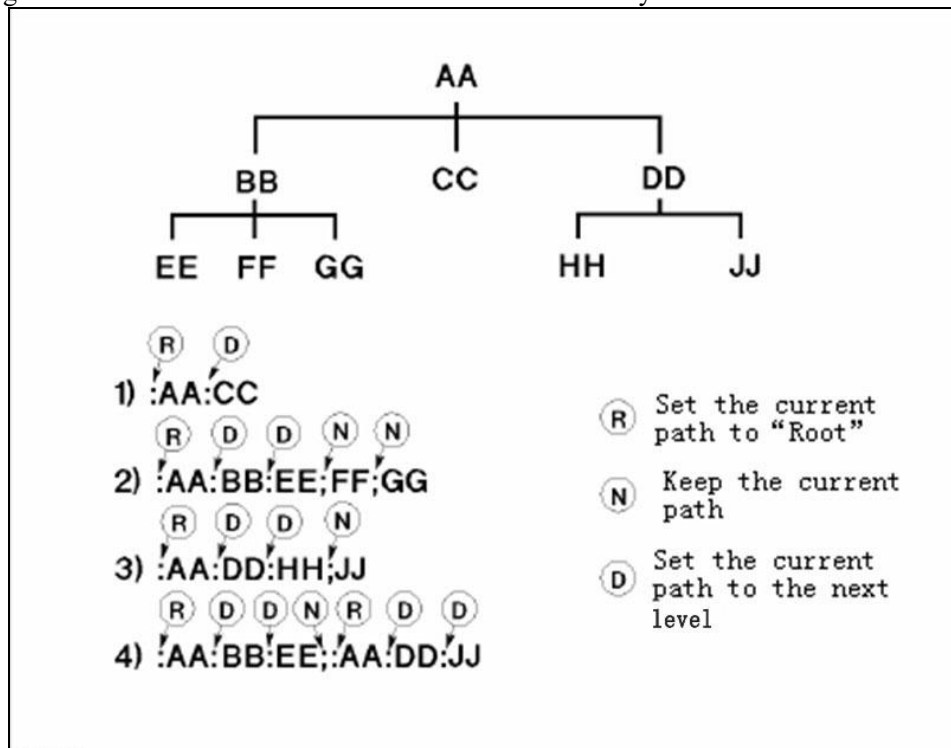 AA
BB CC DD
EE FF GG HH JJ
R D
1) :AA:CC
R D D N N
2) :AA:BB:EE;FF;GG
R D D N
3) :AA:DD:HH;JJ
R D D N R D D
4) :AA:BB:EE;:AA:DD:JJ
R Set the current
path to “Root”
N Keep the current
path
D Set the current
path to the next
level